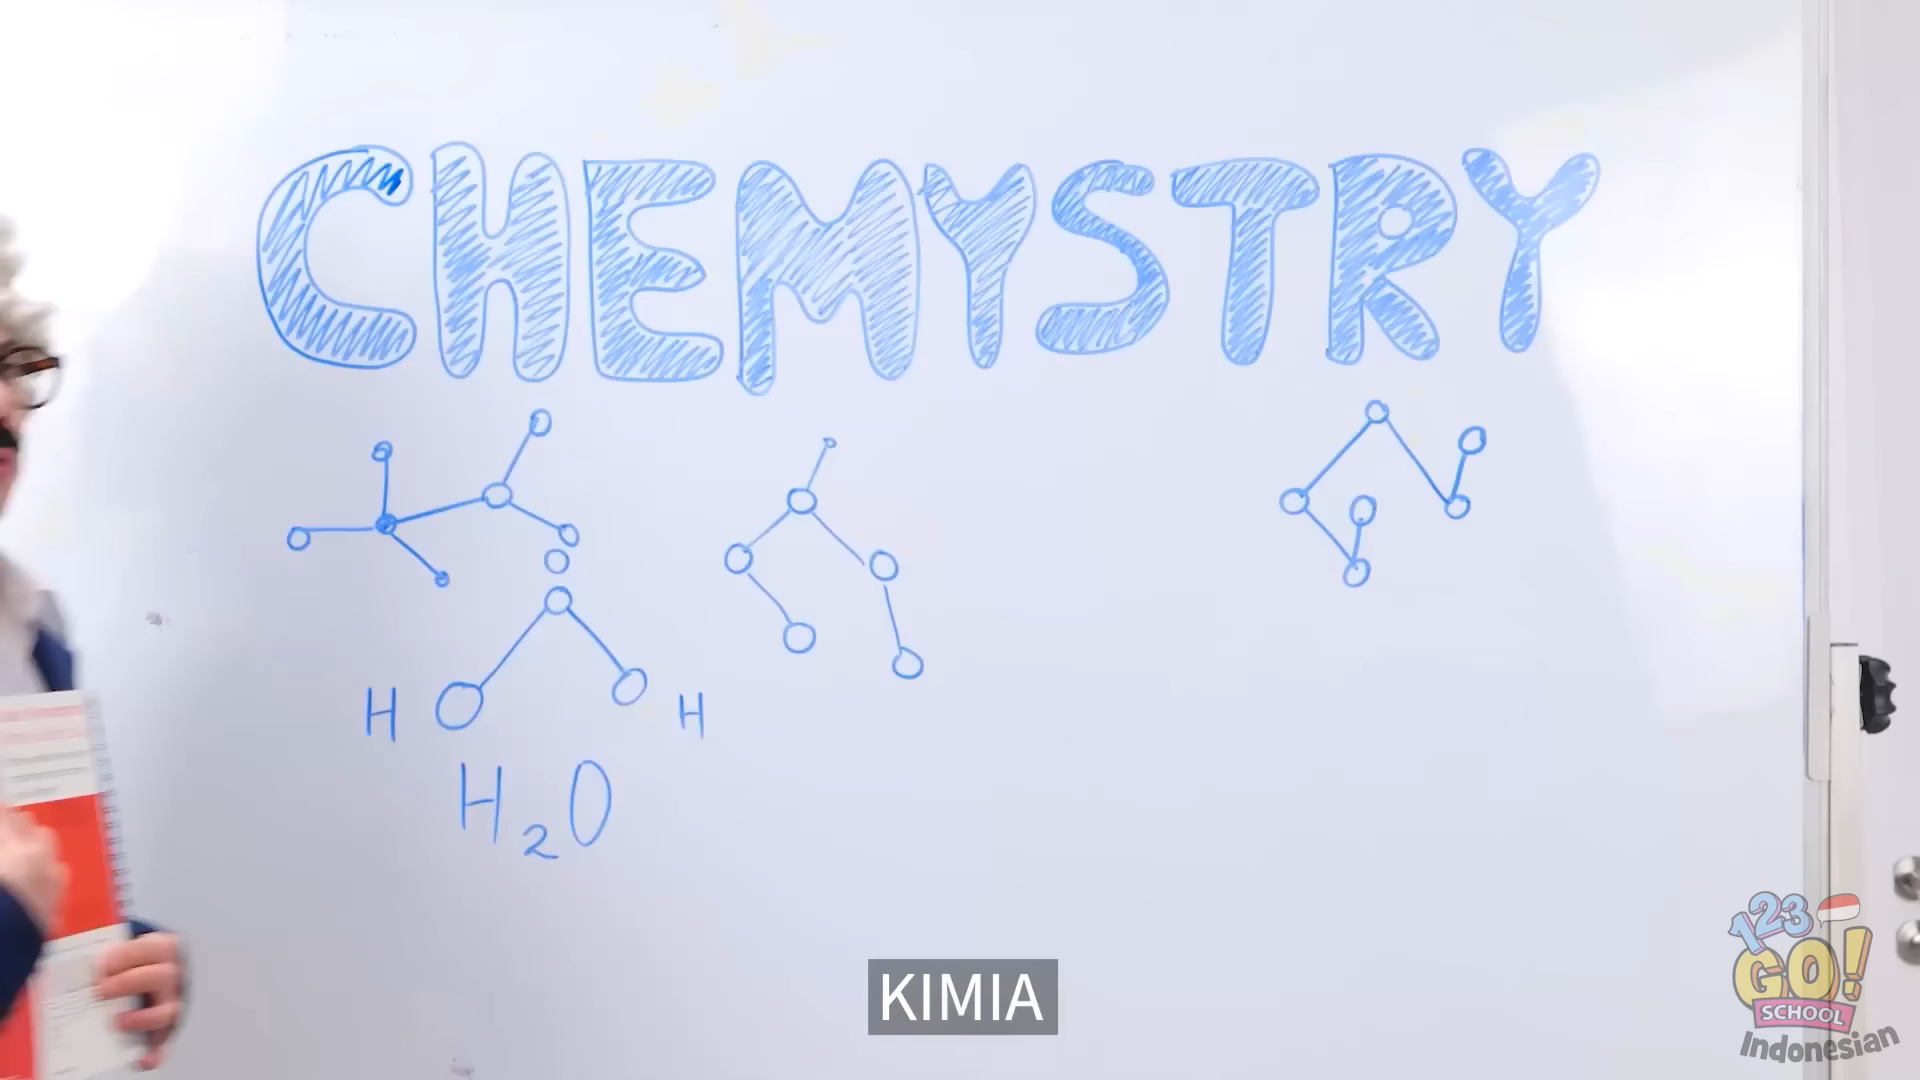 CHEMYSTRY
H H
H₂O
KIMIA
123
GO!
SCHOOL
Indonesian